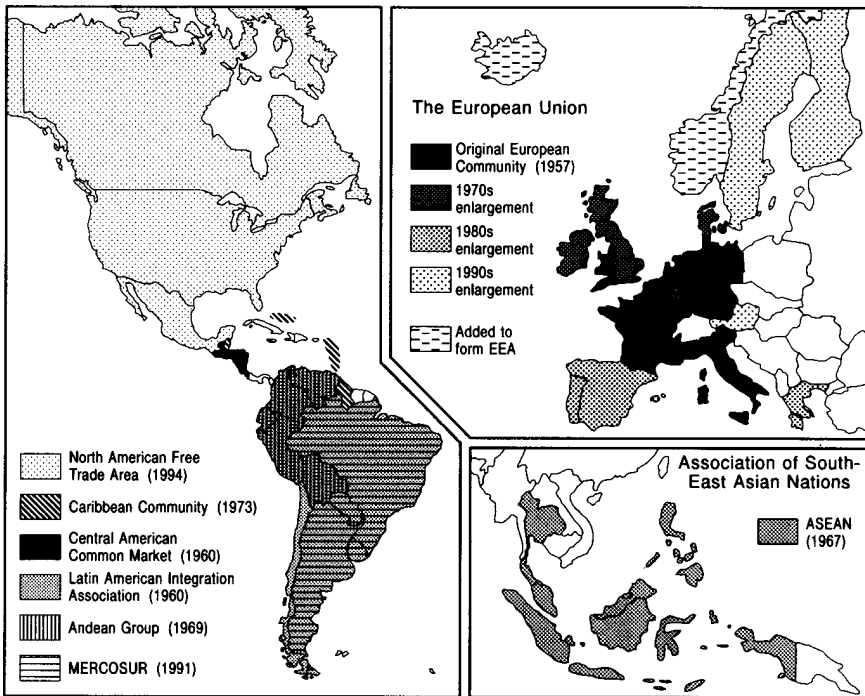 North American Free
Trade Area (1994)
Caribbean Community (1973)
Central American
Common Market (1960)
Latin American Integration
Association (1960)
Andean Group (1969)
MERCOSUR (1991)
The European Union
Original European
Community (1957)
1970s
enlargement
1980s
enlargement
1990s
enlargement
Added to
form EEA
Association of South-
East Asian Nations
ASEAN
(1967)